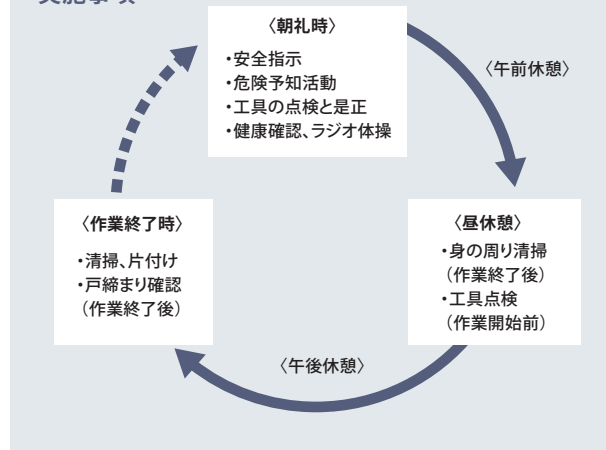 〈朝礼時〉
・安全指示
・危険予知活動
・工具の点検と是正
・健康確認、ラジオ体操
〈午前休憩〉
〈昼休憩〉
・身の周り清掃
(作業終了後)
・工具点検
(作業開始前)
〈午後休憩〉
〈作業終了時〉
・清掃、片付け
・戸締まり確認
(作業終了後)